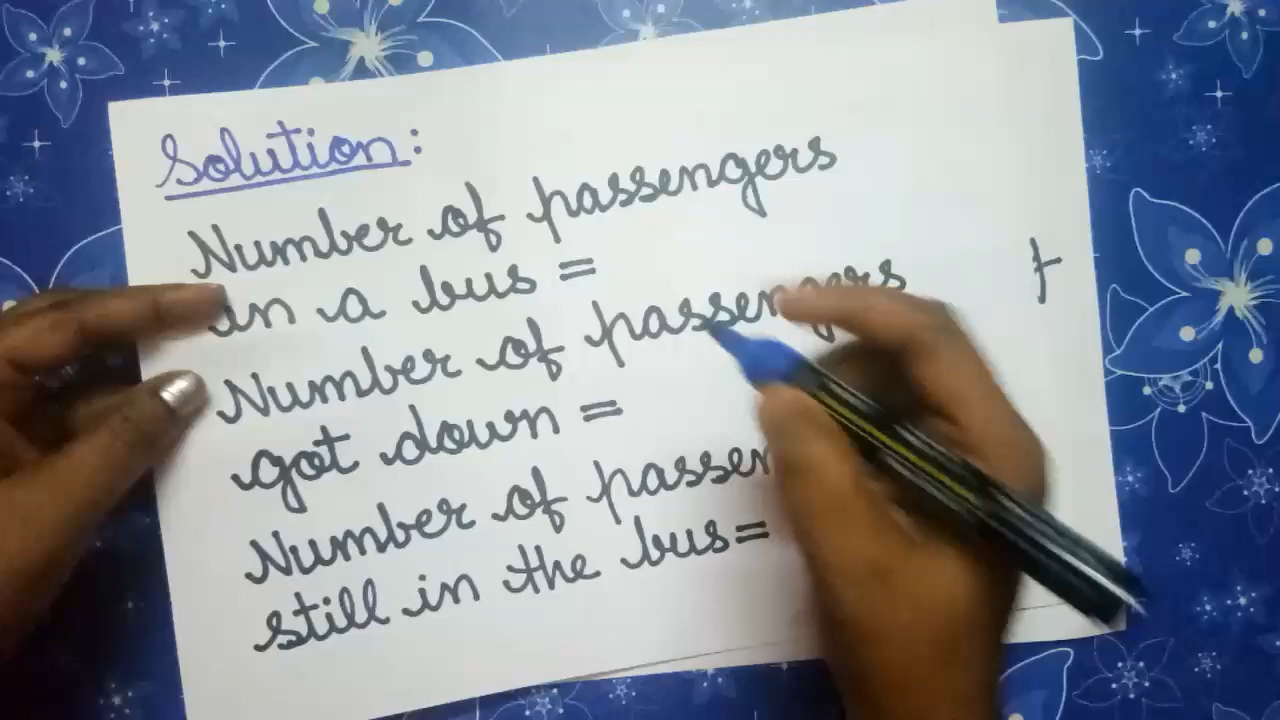 Solution:
Number of passengers
in a bus =
Number of passengers
got down =
Number of passen
still in the bus=